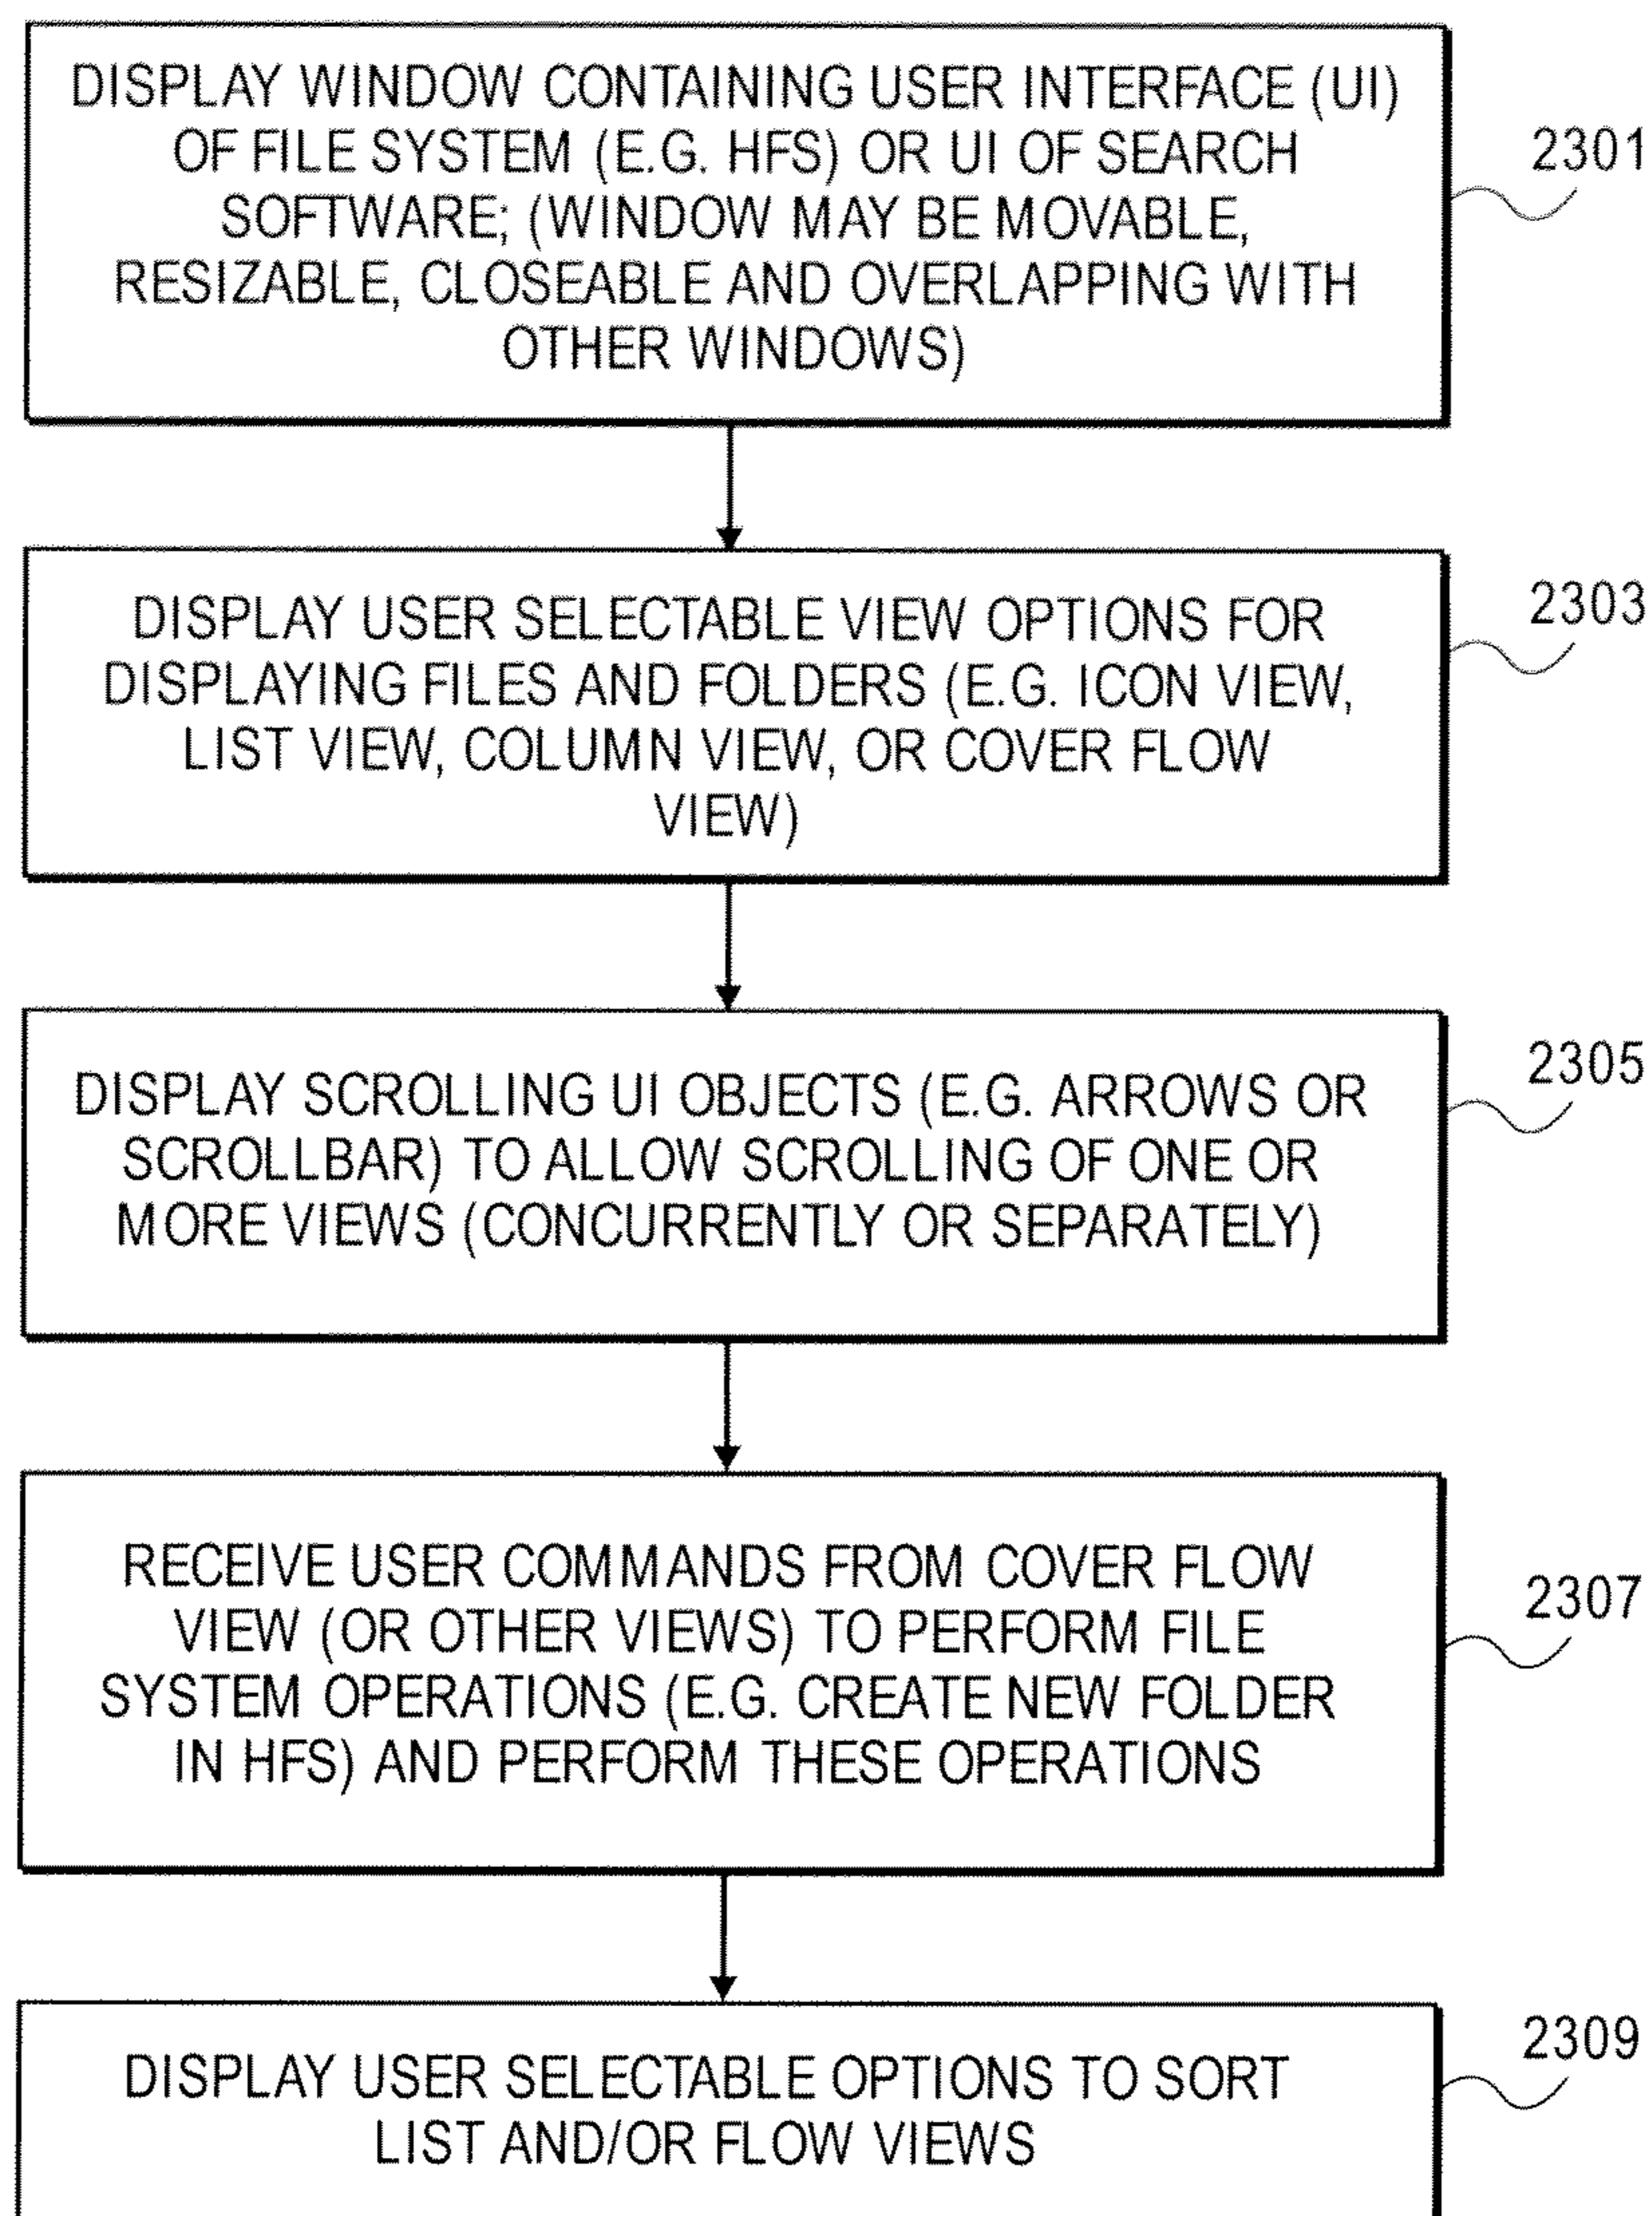 DISPLAY WINDOW CONTAINING USER INTERFACE (UI)
OF FILE SYSTEM (E.G. HFS) OR UI OF SEARCH
SOFTWARE; (WINDOW MAY BE MOVABLE,
RESIZABLE, CLOSEABLE AND OVERLAPPING WITH
OTHER WINDOWS)
2301
DISPLAY USER SELECTABLE VIEW OPTIONS FOR
DISPLAYING FILES AND FOLDERS (E.G. ICON VIEW,
LIST VIEW, COLUMN VIEW, OR COVER FLOW
VIEW)
2303
DISPLAY SCROLLING UI OBJECTS (E.G. ARROWS OR
SCROLLBAR) TO ALLOW SCROLLING OF ONE OR
MORE VIEWS (CONCURRENTLY OR SEPARATELY)
2305
RECEIVE USER COMMANDS FROM COVER FLOW
VIEW (OR OTHER VIEWS) TO PERFORM FILE
SYSTEM OPERATIONS (E.G. CREATE NEW FOLDER
IN HFS) AND PERFORM THESE OPERATIONS
2307
DISPLAY USER SELECTABLE OPTIONS TO SORT
LIST AND/OR FLOW VIEWS
2309